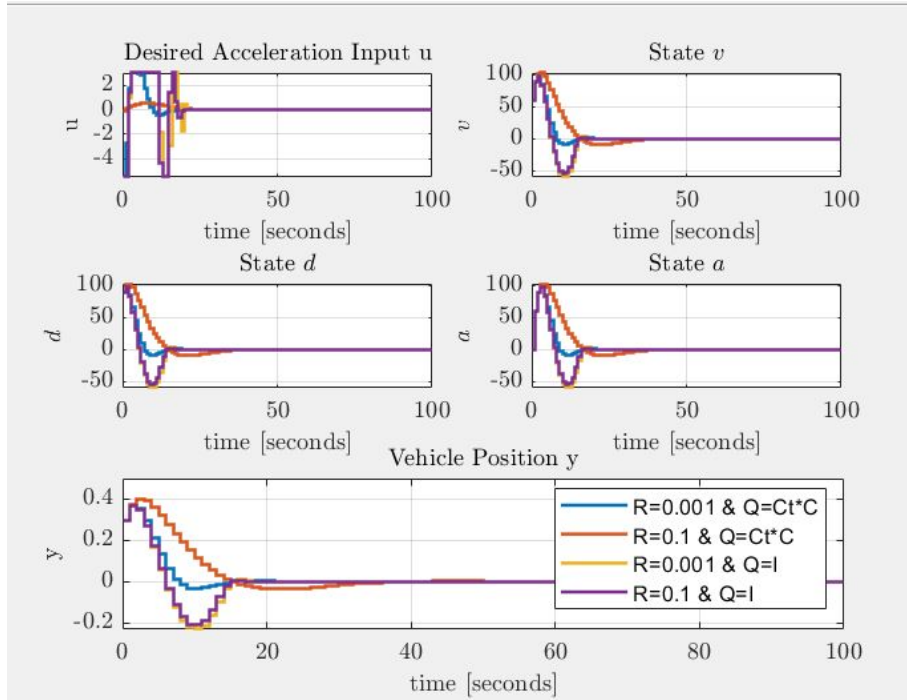 Desired Acceleration Input u
2
0
-2
-4
u
0 50 100
time [seconds]
State v
100
50
0
-50
v
0 50 100
time [seconds]
State d
100
50
0
-50
d
0 50 100
time [seconds]
State a
100
50
0
-50
a
0 50 100
time [seconds]
Vehicle Position y
0.4
0.2
0
-0.2
y
R=0.001 & Q=Ct*C
R=0.1 & Q=Ct*C
R=0.001 & Q=I
R=0.1 & Q=I
0 20 40 60 80 100
time [seconds]